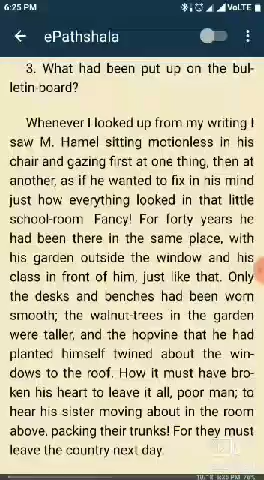 6:25 PM
VoLTE
ePathshala
3. What had been put up on the bul-
letin-board?
Whenever I looked up from my writing I
saw M. Hamel sitting motionless in his
chair and gazing first at one thing, then at
another, as if he wanted to fix in his mind
just how everything looked in that little
school-room. Fancy! For forty years he
had been there in the same place, with
his garden outside the window and his
class in front of him, just like that. Only
the desks and benches had been worn
smooth; the walnut-trees in the garden
were taller, and the hopvine that he had
planted himself twined about the win-
dows to the roof. How it must have bro-
ken his heart to leave it all, poor man; to
hear his sister moving about in the room
above, packing their trunks! For they must
leave the country next day.